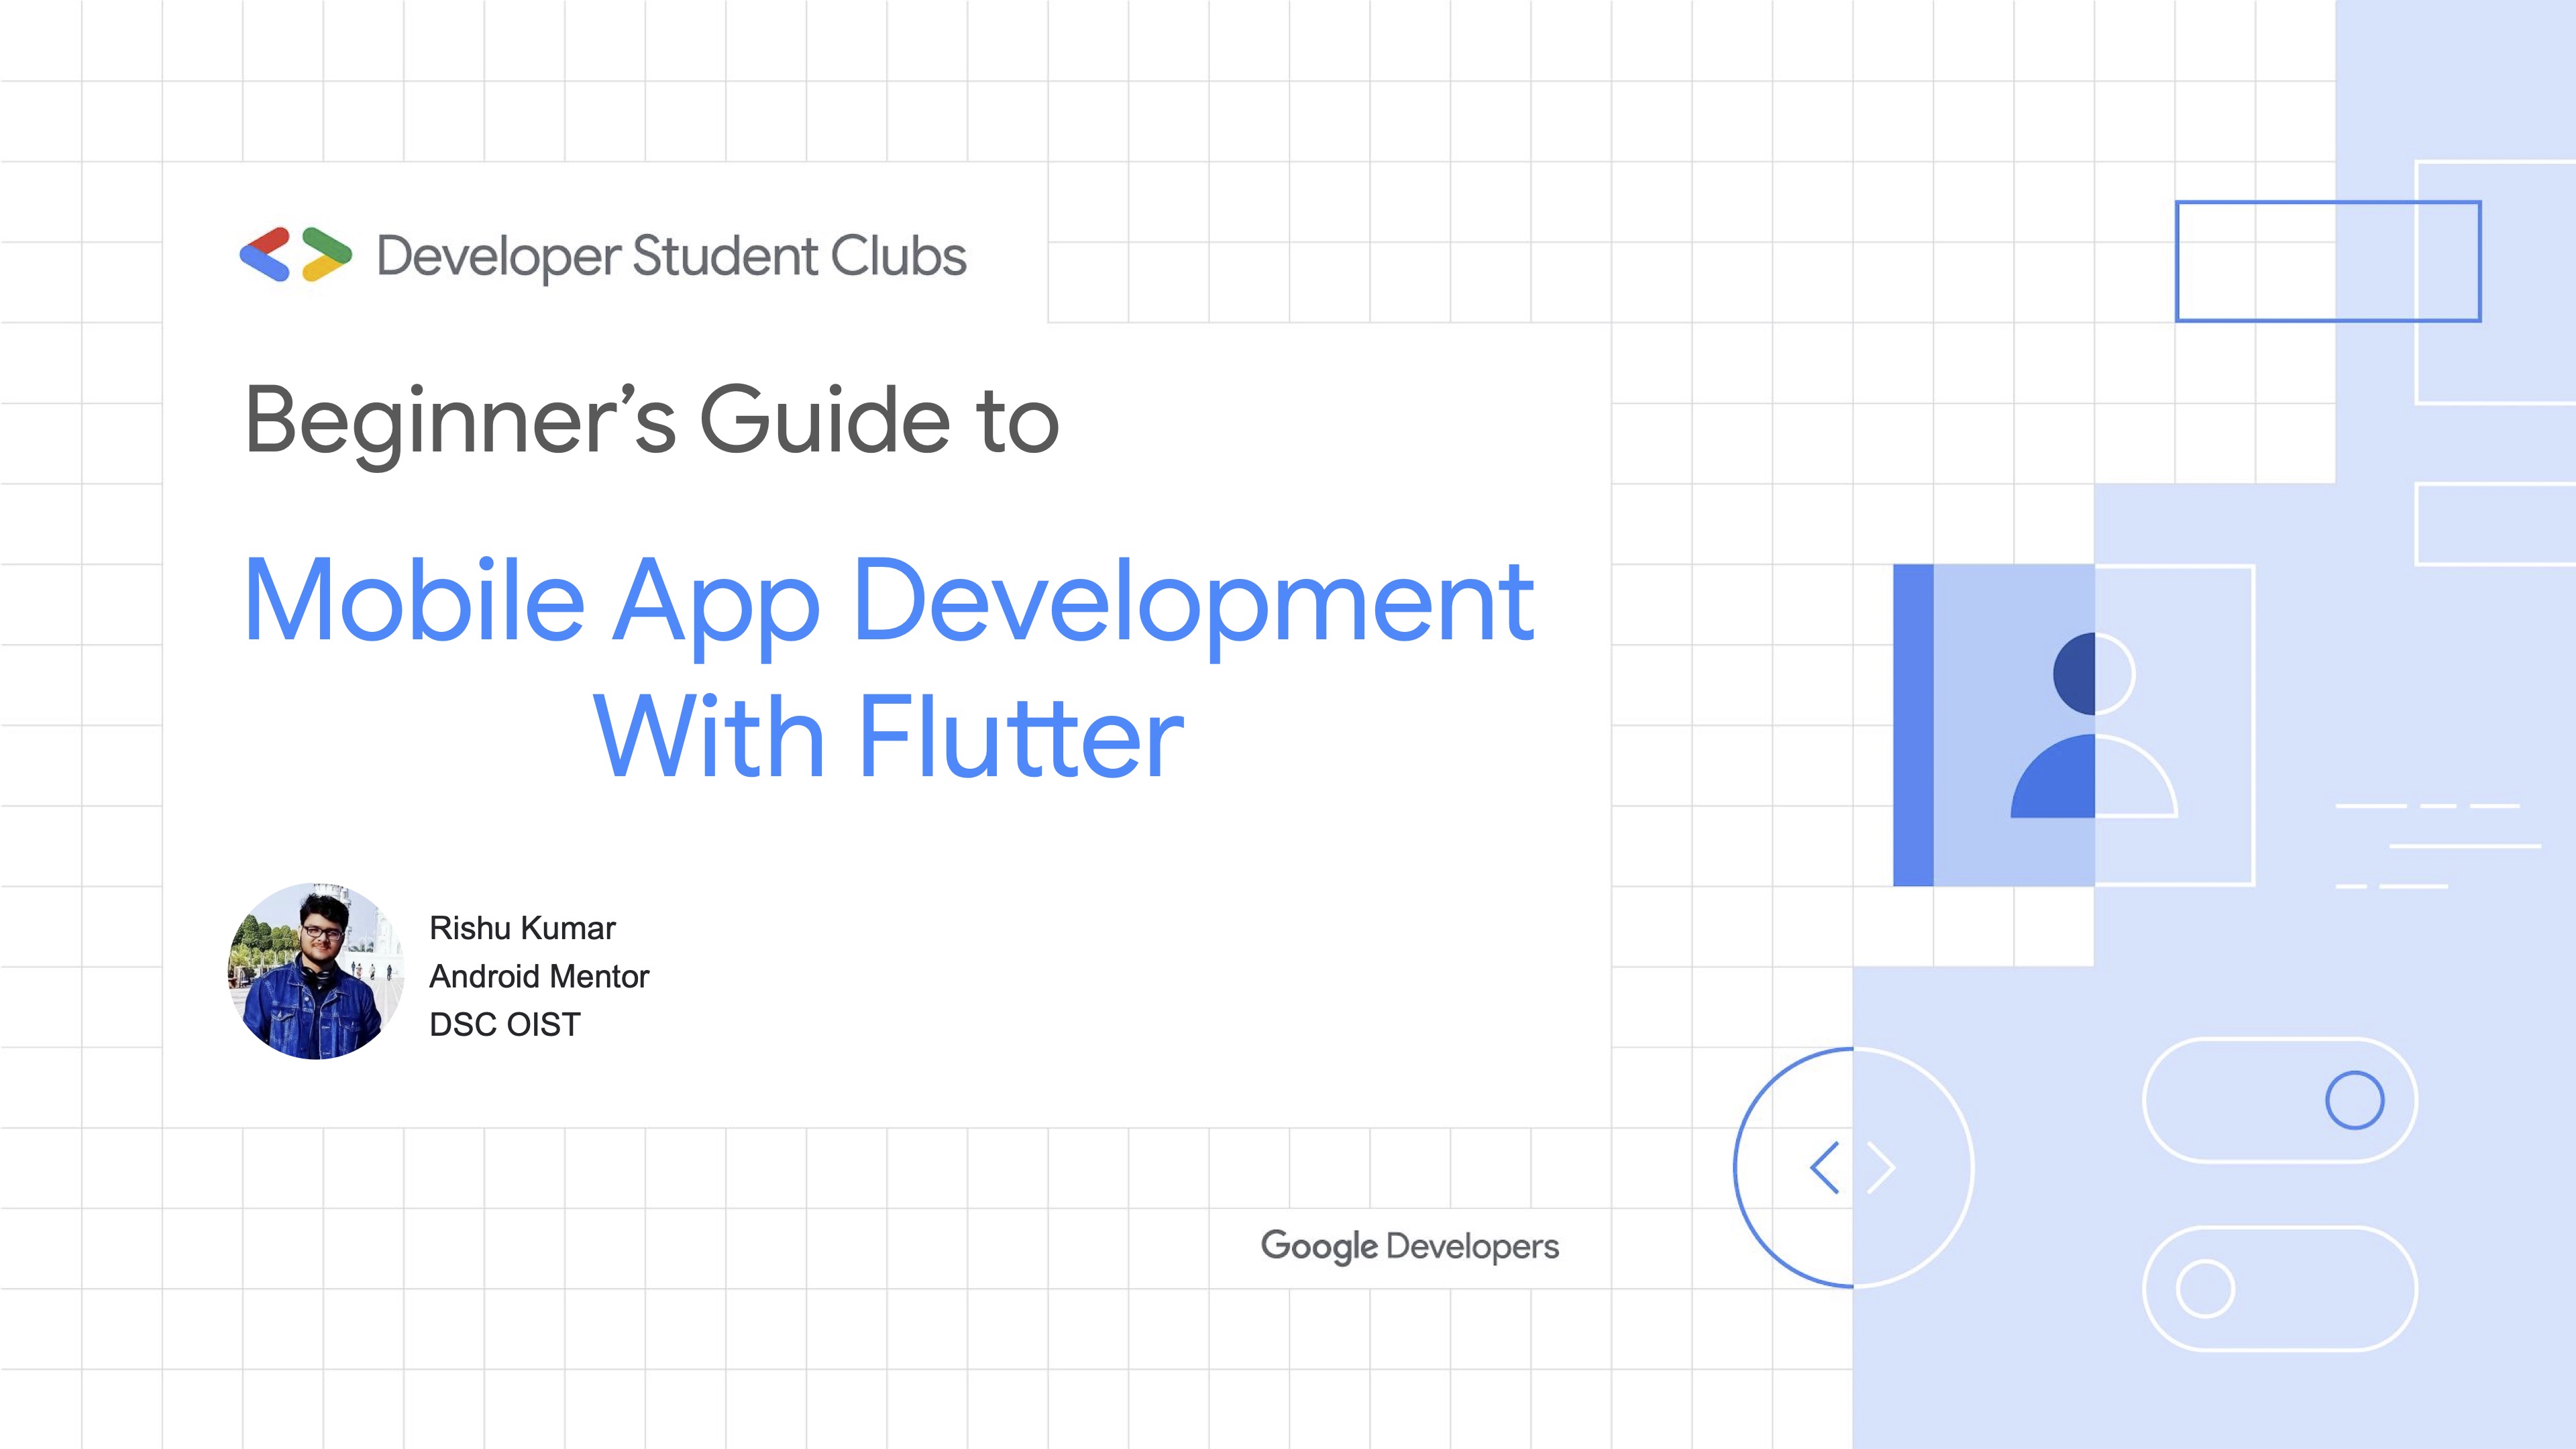 Developer Student Clubs
Beginner’s Guide to
Mobile App Development
With Flutter
Rishu Kumar
Android Mentor
DSC OIST
Google Developers